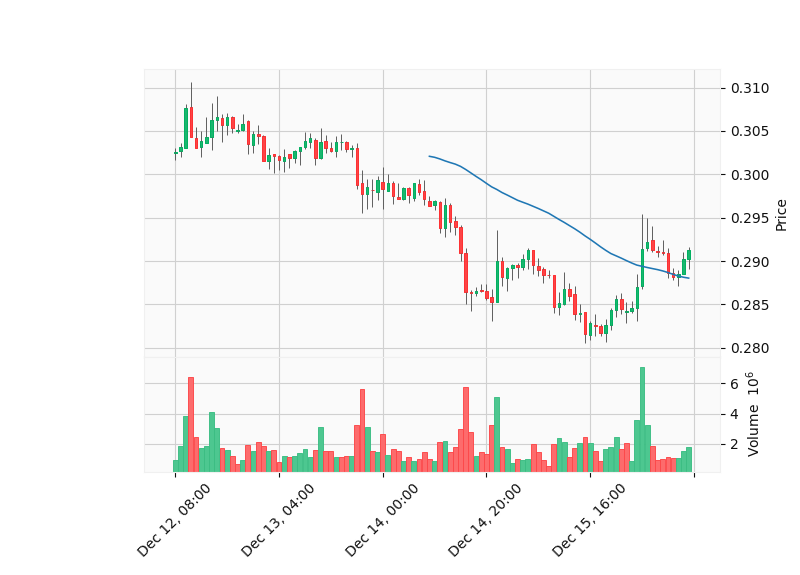 0.310
0.305
0.300
0.295
0.290
0.285
0.280
Price
6
4
2
Volume 10^6
Dec 12, 08:00
Dec 13, 04:00
Dec 14, 00:00
Dec 14, 20:00
Dec 15, 16:00